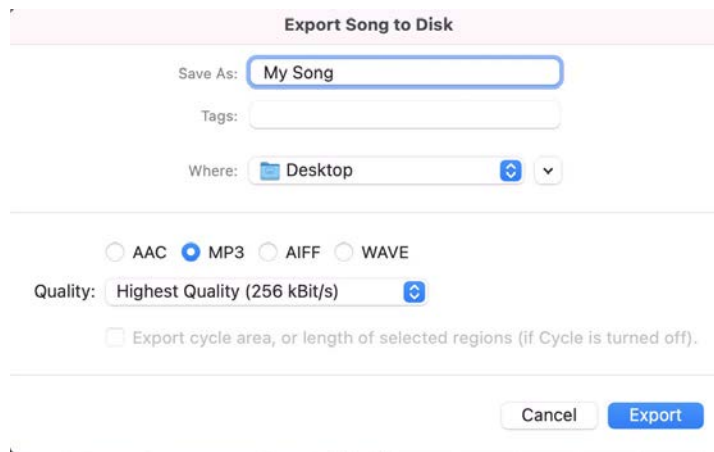 Export Song to Disk
Save As: My Song
Tags:
Where: Desktop
AAC MP3 AIFF WAVE
Quality: Highest Quality (256 kBit/s)
Export cycle area, or length of selected regions (if Cycle is turned off).
Cancel Export